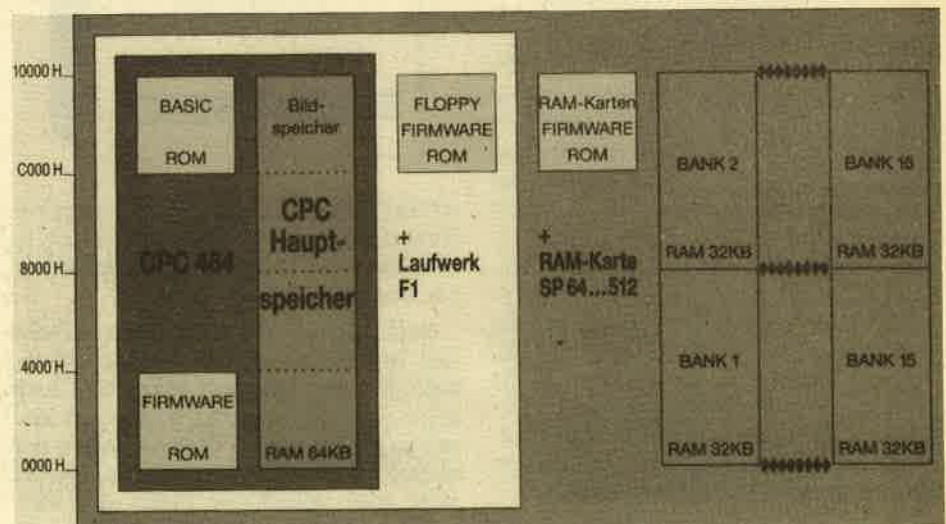 10000 H
C000 H
8000 H
4000 H
0000 H
BASIC
ROM
CPC 464
FIRMWARE
ROM
Bild-
speicher
CPC
Haupt-
speicher
RAM 64KB
FLOPPY
FIRMWARE
ROM
+
Laufwerk
F1
RAM-Karten
FIRMWARE
ROM
+
RAM-Karte
SP 64...512
BANK 2
RAM 32KB
BANK 1
RAM 32KB
BANK 16
RAM 32KB
BANK 15
RAM 32KB